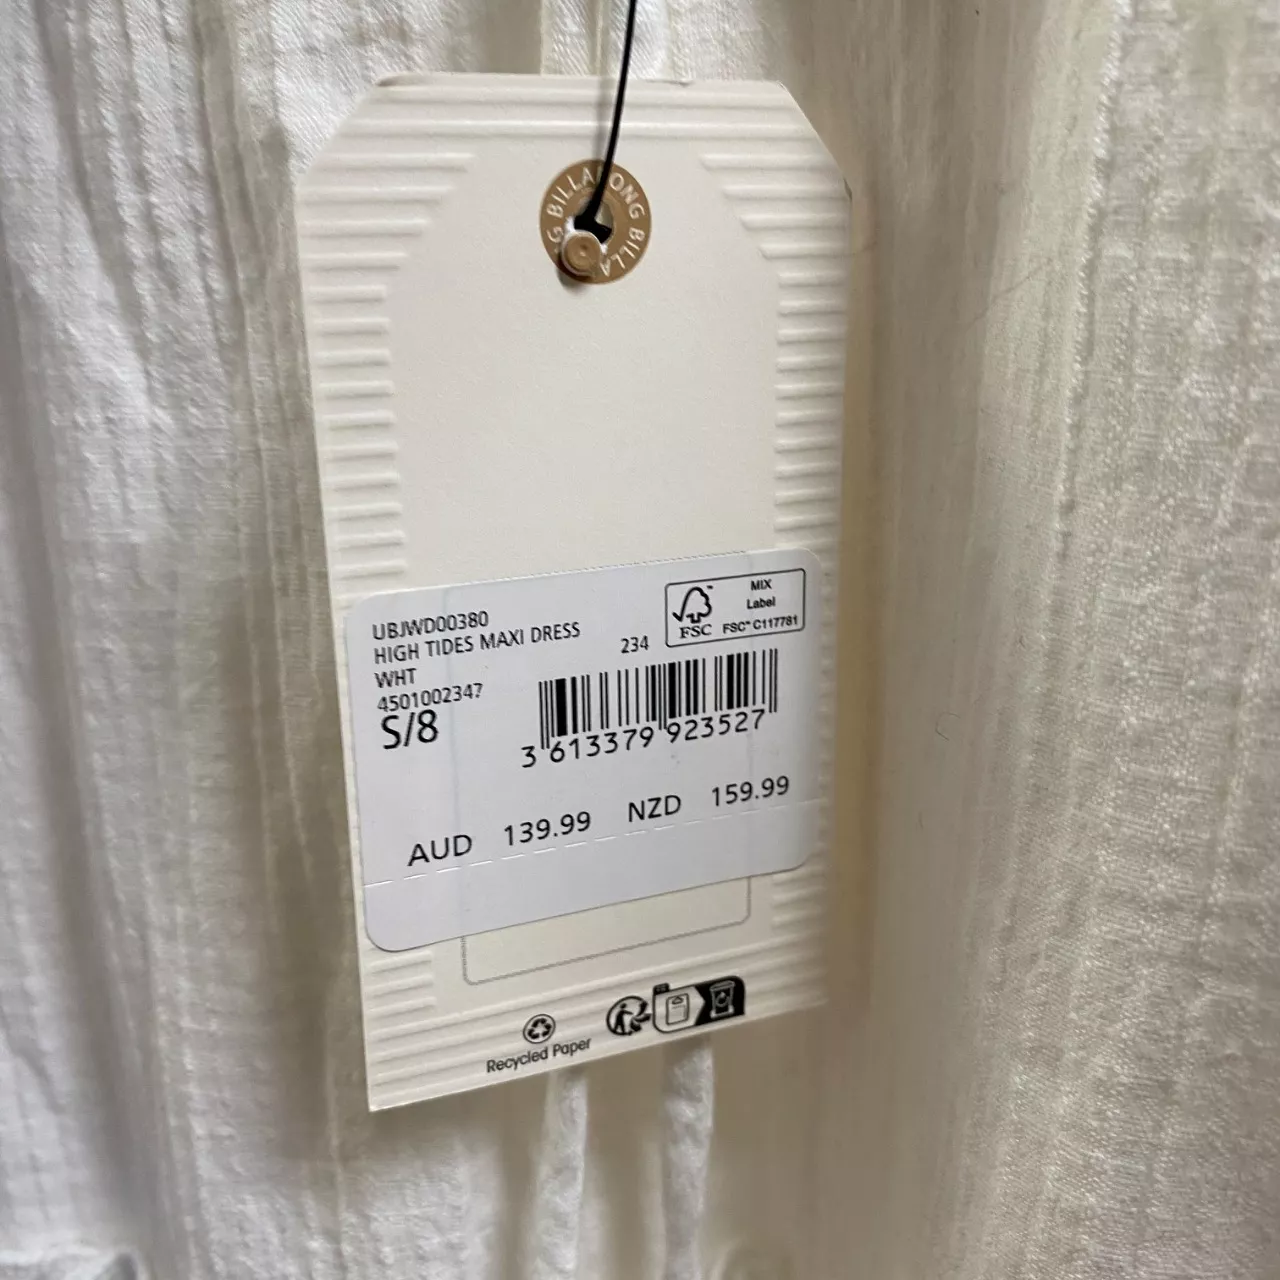 BILLABONG BILLA
UBJWD00380
HIGH TIDES MAXI DRESS
WHT
4501002347
S/8
234
FSC
MIX
Label
FSC® C117781
3 613379 923527
AUD 139.99 NZD 159.99
Recycled Paper